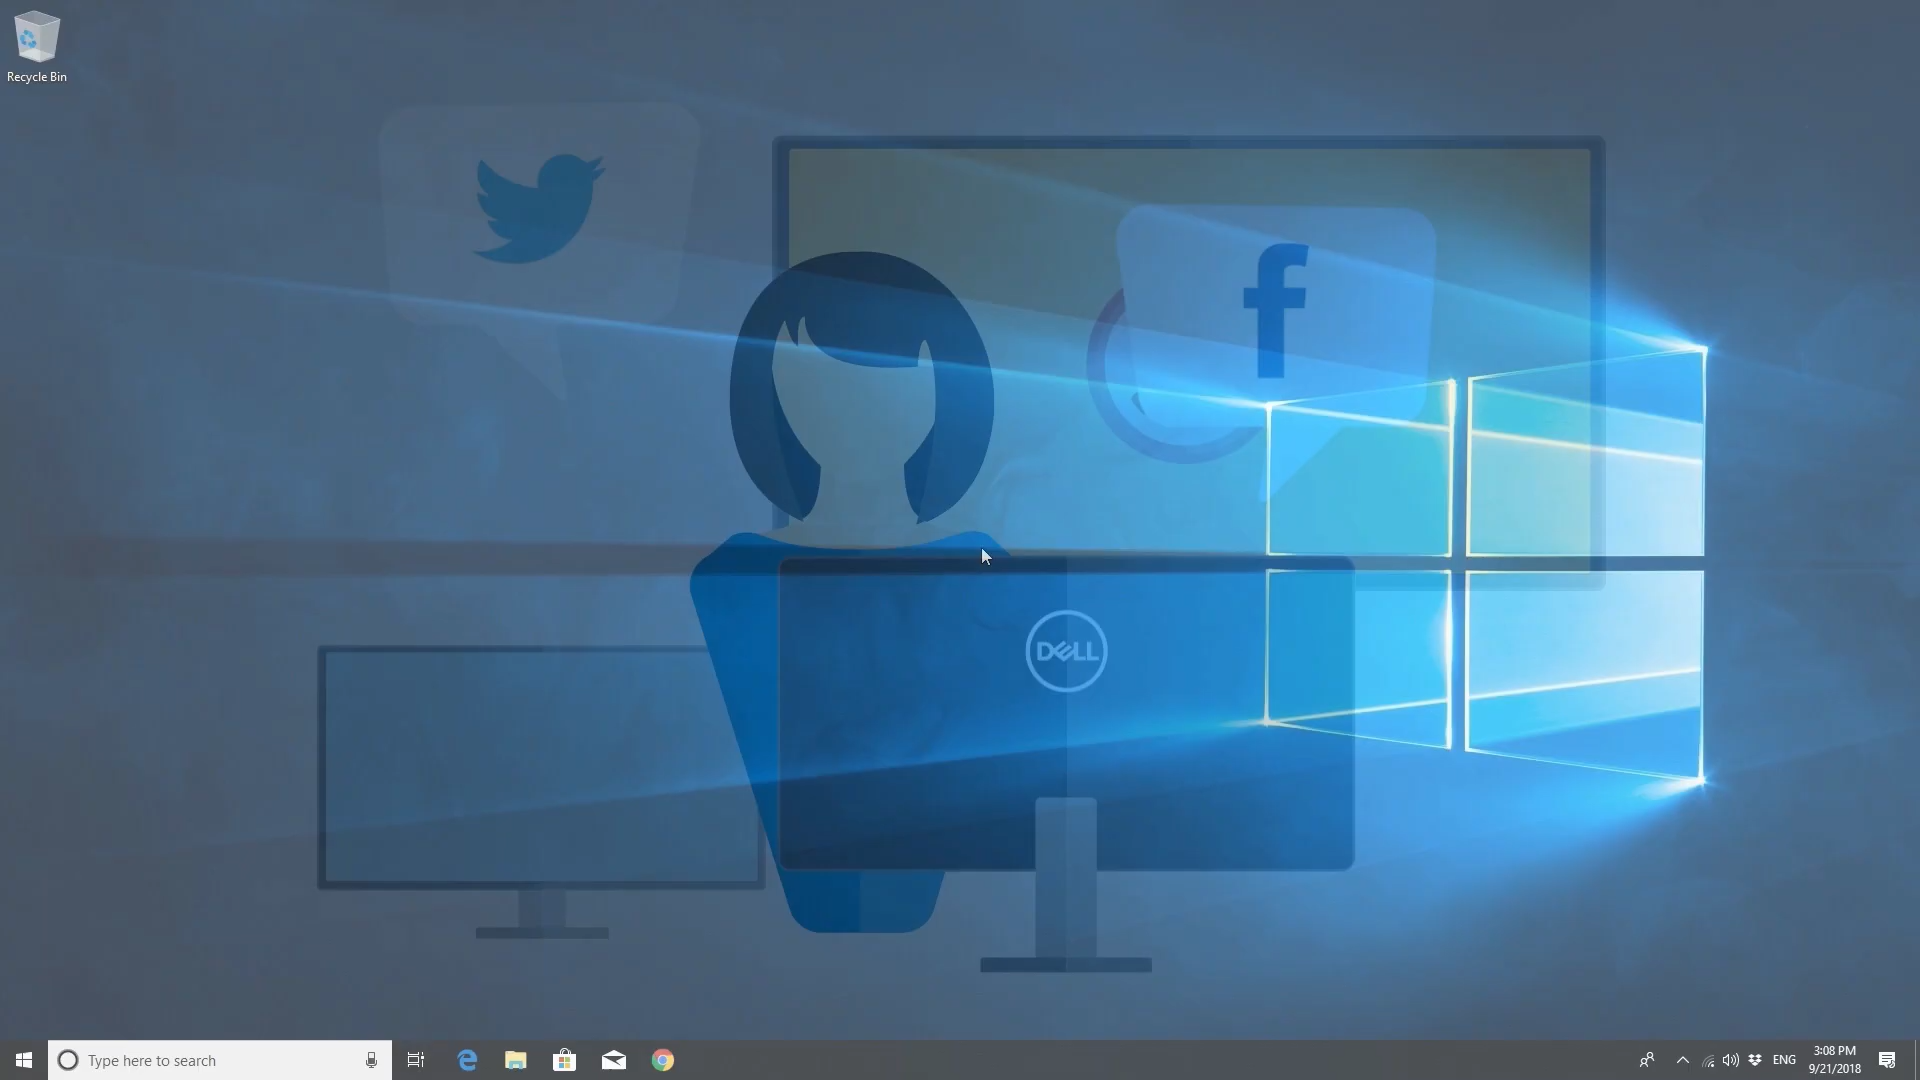 Recycle Bin
f
DELL
Type here to search
ENG
3:08 PM
9/21/2018